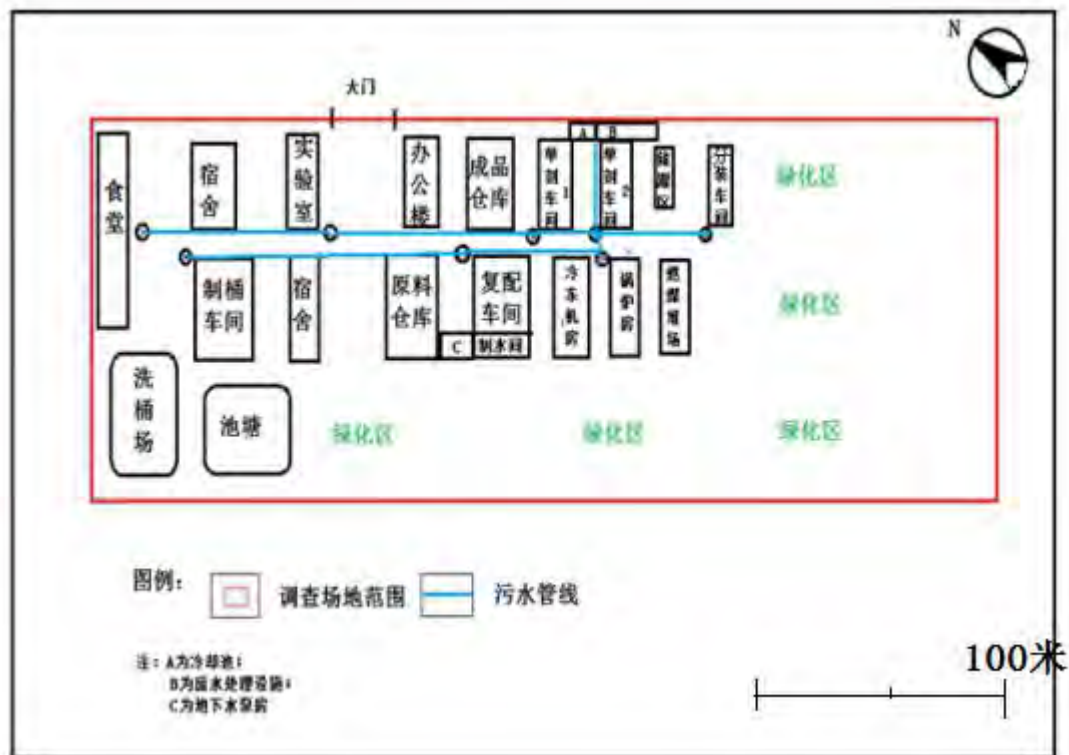 N
大门
A B
食堂
宿舍
实验室
办公楼
成品
仓库
单剂车间1
单剂车间2
储罐区
分装车间
绿化区
制桶
车间
宿舍
原料
仓库
复配
车间
冷冻机房
锅炉房
燃煤堆场
绿化区
C 制水间
洗桶场
池塘
绿化区
绿化区
绿化区
图例：
调查场地范围
污水管线
注：A为冷却池；
B为废水处理设施；
C为地下水泵房
100米